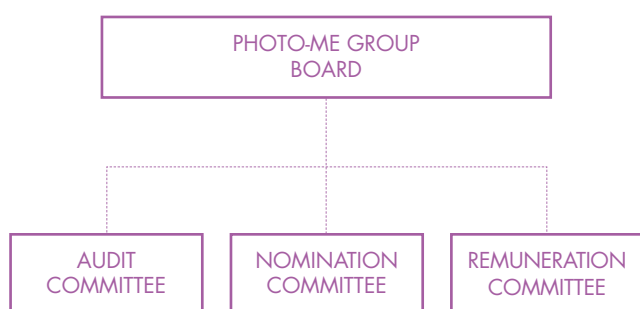 PHOTO-ME GROUP
BOARD
AUDIT
COMMITTEE
NOMINATION
COMMITTEE
REMUNERATION
COMMITTEE